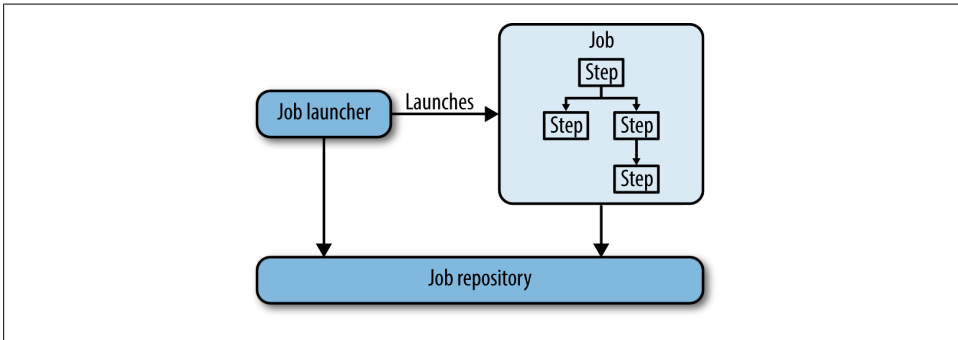 Job
Step
Job launcher
Launches
Step
Step
Step
Job repository